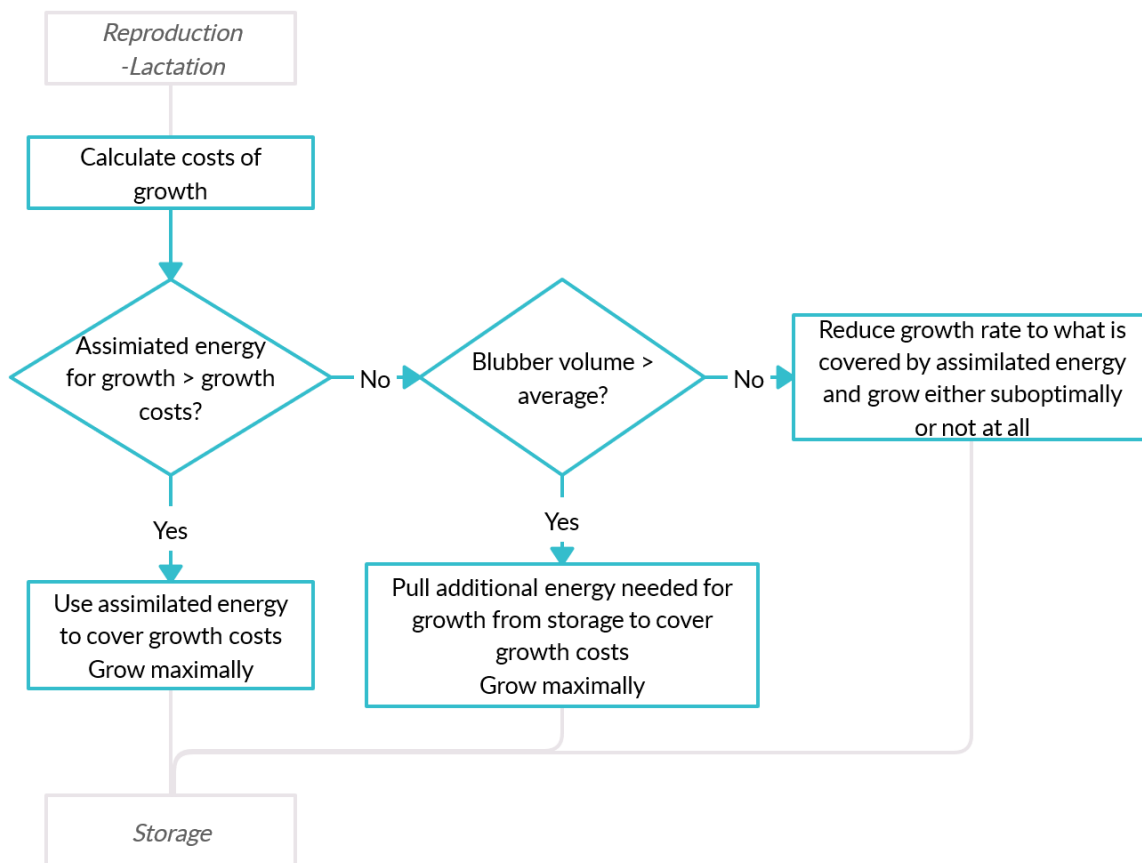 Reproduction
-Lactation
Calculate costs of
growth
Assimiated energy
for growth > growth
costs?
No
Blubber volume >
average?
No
Reduce growth rate to what is
covered by assimilated energy
and grow either suboptimally
or not at all
Yes
Yes
Use assimilated energy
to cover growth costs
Grow maximally
Pull additional energy needed for
growth from storage to cover
growth costs
Grow maximally
Storage